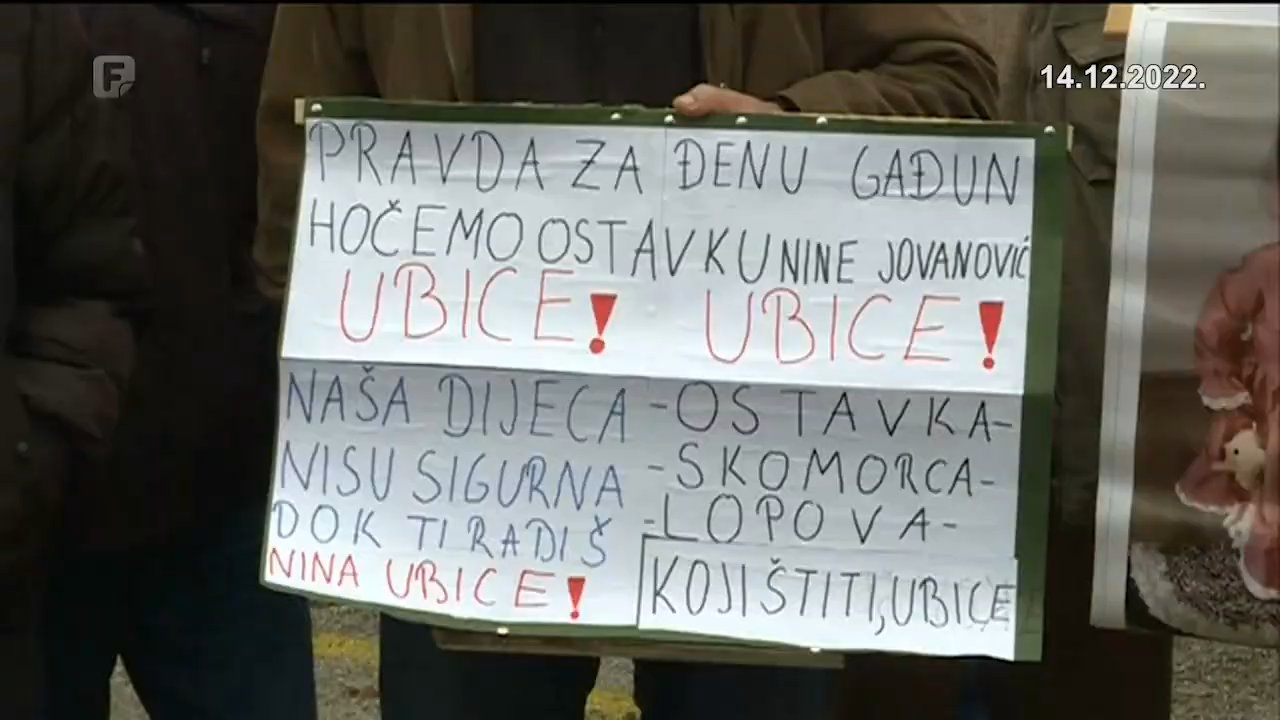 F
14.12.2022.
PRAVDA ZA ĐENU GAĐUN
HOČEMO OSTAVKU NINE JOVANOVIĆ
UBICE! UBICE!
NAŠA DIJECA
NISU SIGURNA
DOK TI RADIŠ
NINA UBICE!
-OSTAVKA-
-SKOMORCA-
-LOPOVA-
KOJI ŠTITI, UBICE